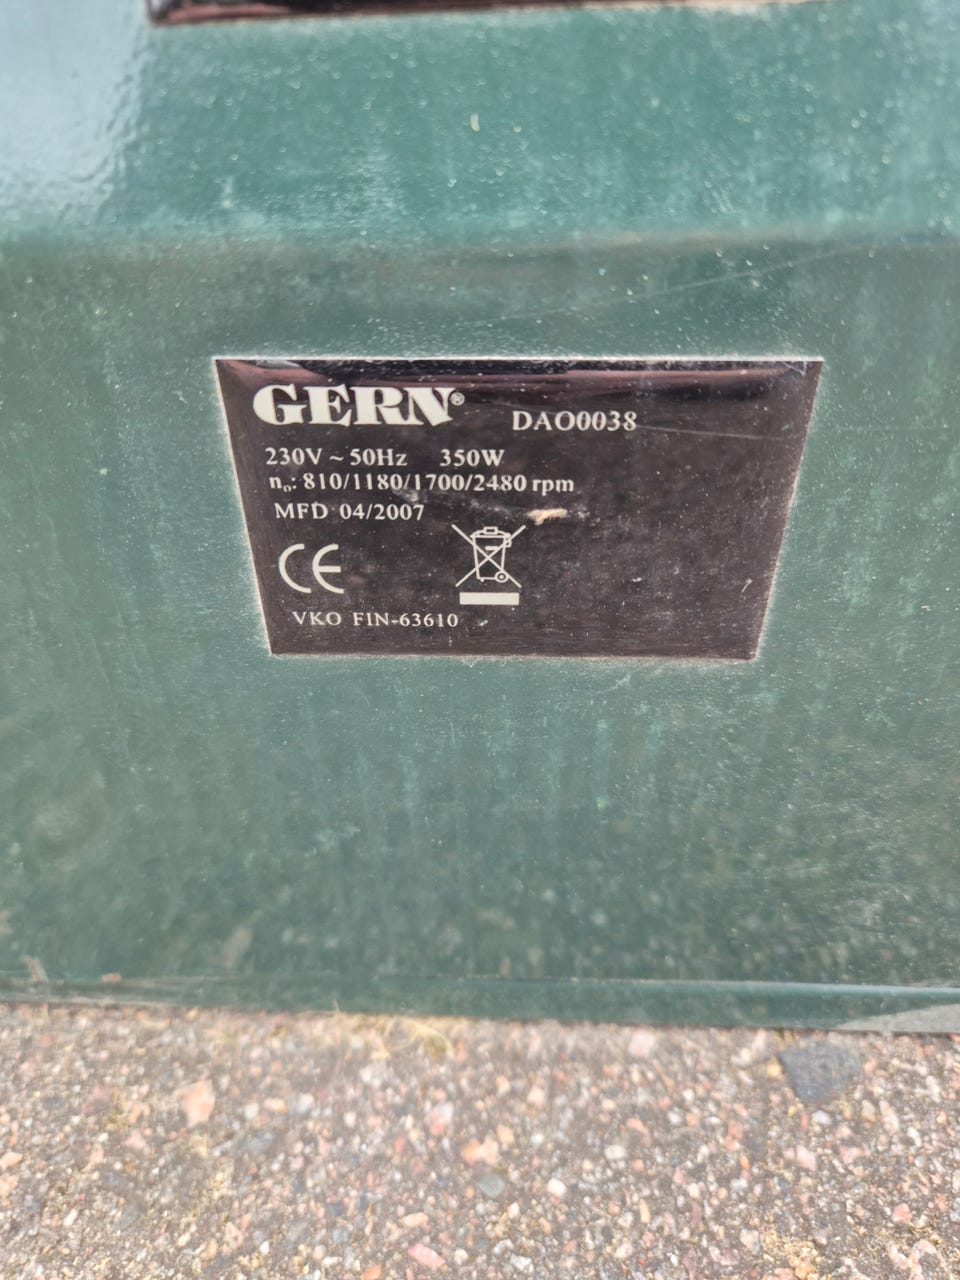 GERN®
DAO0038
230V ~ 50Hz 350W
n₀: 810/1180/1700/2480 rpm
MFD 04/2007
CE
VKO FIN-63610